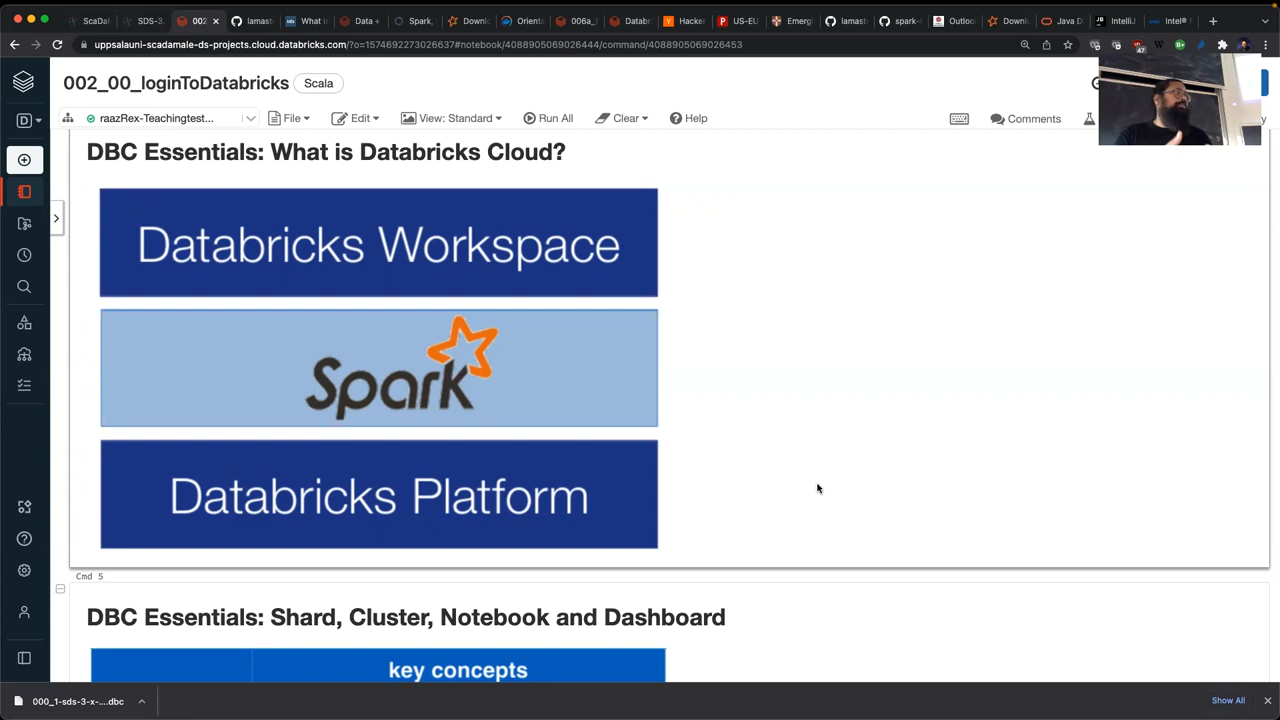 ScaDa
SDS-3.
002
lamast
What is
Data +
Spark,
Downlo
Orienta
006a_l
Databr
Hacker
US-EU
Emergi
lamast
spark-l
Outloo
Downlo
Java D
IntelliJ
Intel® I
uppsalauni-scadamale-ds-projects.cloud.databricks.com/?o=1574692273026637#notebook/4088905069026444/command/4088905069026453
47
002_00_loginToDatabricks Scala
raazRex-Teachingtest... File Edit View: Standard Run All Clear Help Comments
DBC Essentials: What is Databricks Cloud?
Databricks Workspace
Spark
Databricks Platform
Cmd 5
DBC Essentials: Shard, Cluster, Notebook and Dashboard
key concepts
000_1-sds-3-x-....dbc
Show All